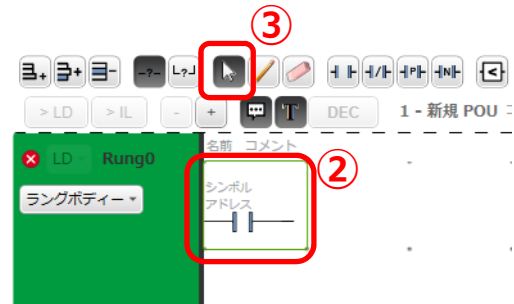 ③
-?- L?┘ P N <
> LD > IL - + T DEC 1 - 新規 POU
名前 コメント
LD Rung0
②
ラングボディー
シンボル
アドレス